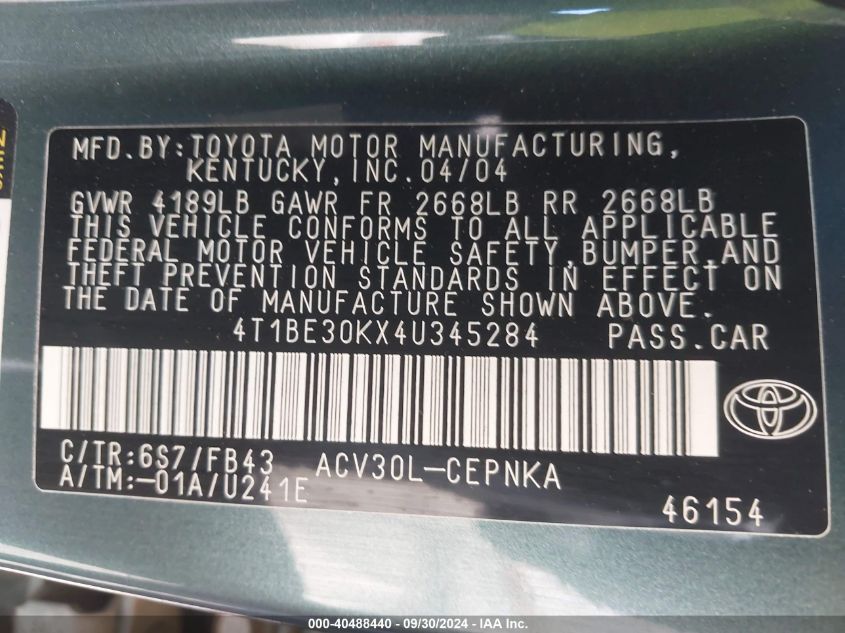 MFD.BY:TOYOTA MOTOR MANUFACTURING,
KENTUCKY,INC.04/04
GVWR 4189LB GAWR FR 2668LB RR 2668LB
THIS VEHICLE CONFORMS TO ALL APPLICABLE
FEDERAL MOTOR VEHICLE SAFETY,BUMPER,AND
THEFT PREVENTION STANDARDS IN EFFECT ON
THE DATE OF MANUFACTURE SHOWN ABOVE.
4T1BE30KX4U345284 PASS.CAR
C/TR:6S7/FB43 ACV30L-CEPNKA
A/TM:-01A/U241E
46154
000-40488440 - 09/30/2024 - IAA Inc.